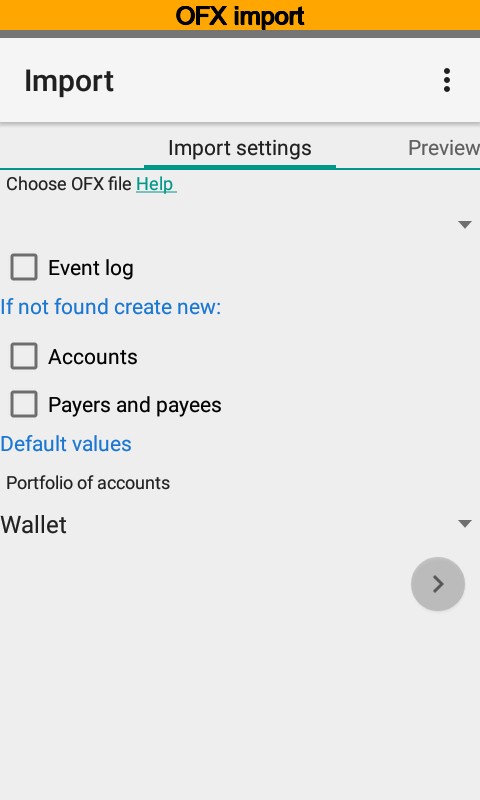 OFX import
Import
Import settings
Preview
Choose OFX file Help
Event log
If not found create new:
Accounts
Payers and payees
Default values
Portfolio of accounts
Wallet